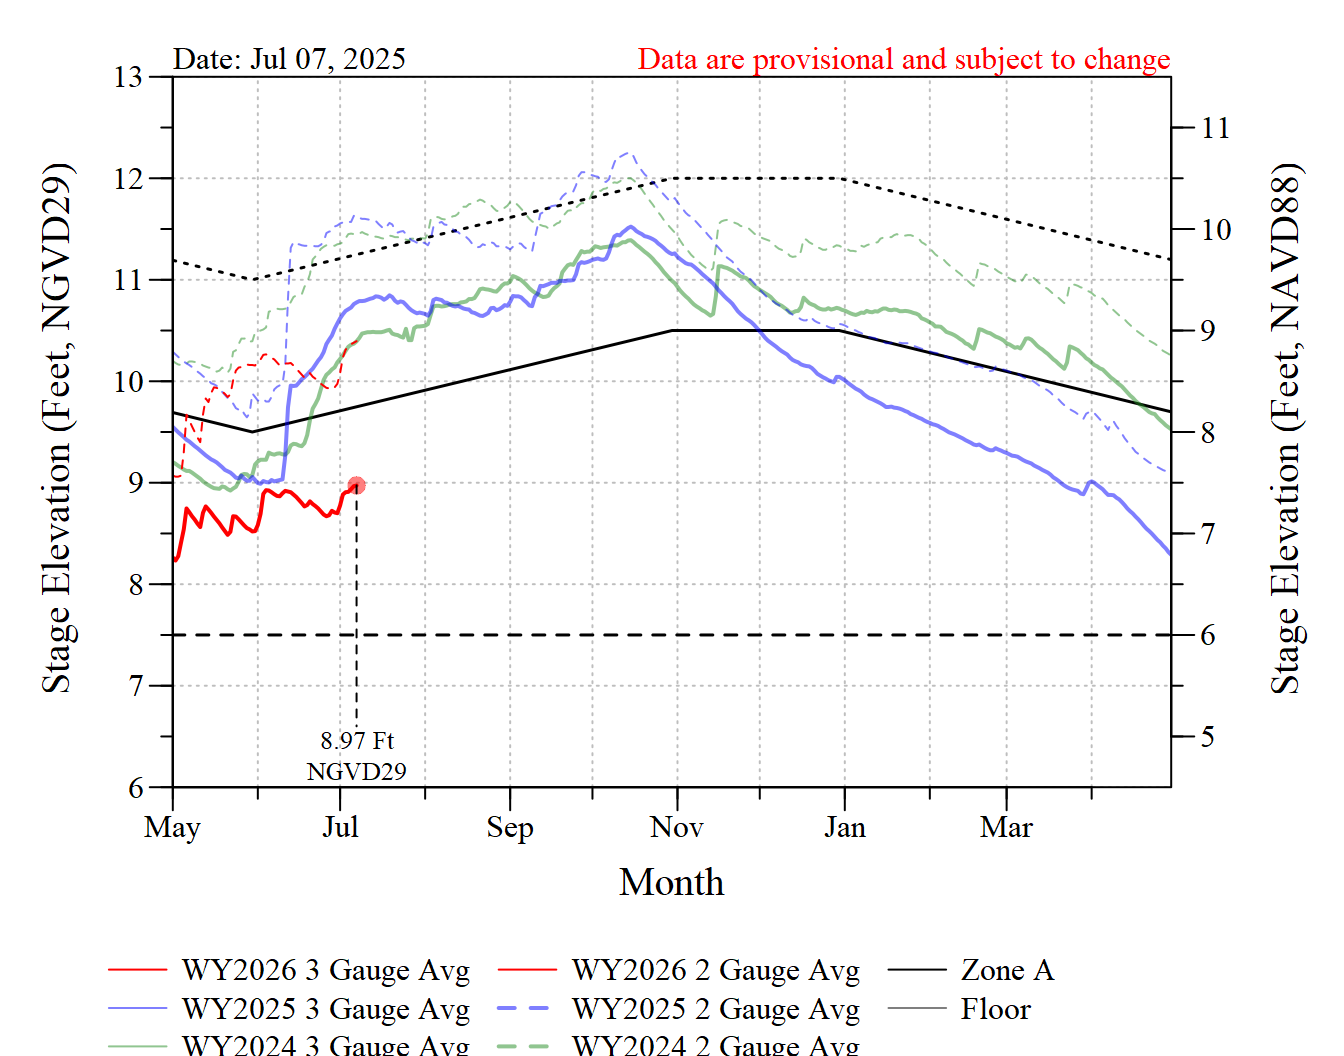 Date: Jul 07, 2025
Data are provisional and subject to change
13
12
11
10
9
8
7
6
11
10
9
8
7
6
5
Stage Elevation (Feet, NGVD29)
Stage Elevation (Feet, NAVD88)
8.97 Ft
NGVD29
May Jul Sep Nov Jan Mar
Month
WY2026 3 Gauge Avg WY2026 2 Gauge Avg Zone A
WY2025 3 Gauge Avg WY2025 2 Gauge Avg Floor
WY2024 3 Gauge Avg WY2024 2 Gauge Avg